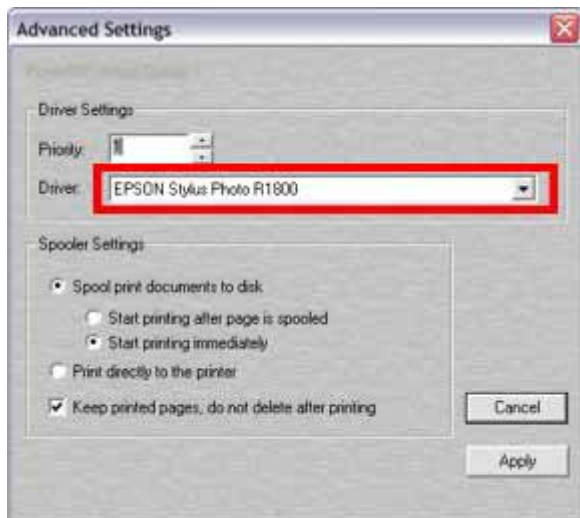 Advanced Settings
Driver Settings
Priority: 1
Driver: EPSON Stylus Photo R1800
Spooler Settings
Spool print documents to disk
Start printing after page is spooled
Start printing immediately
Print directly to the printer
Keep printed pages, do not delete after printing
Cancel
Apply